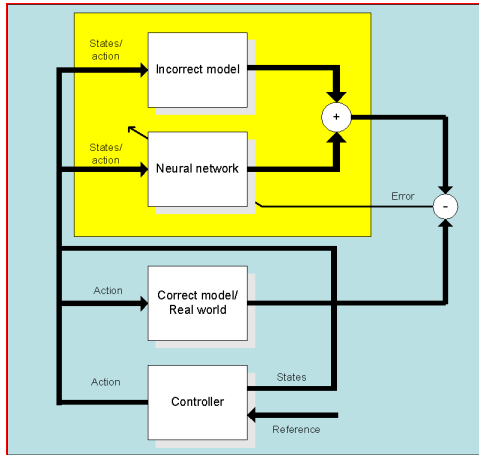 States/
action
Incorrect model
+
States/
action
Neural network
Error
-
Action
Correct model/
Real world
Action
States
Controller
Reference